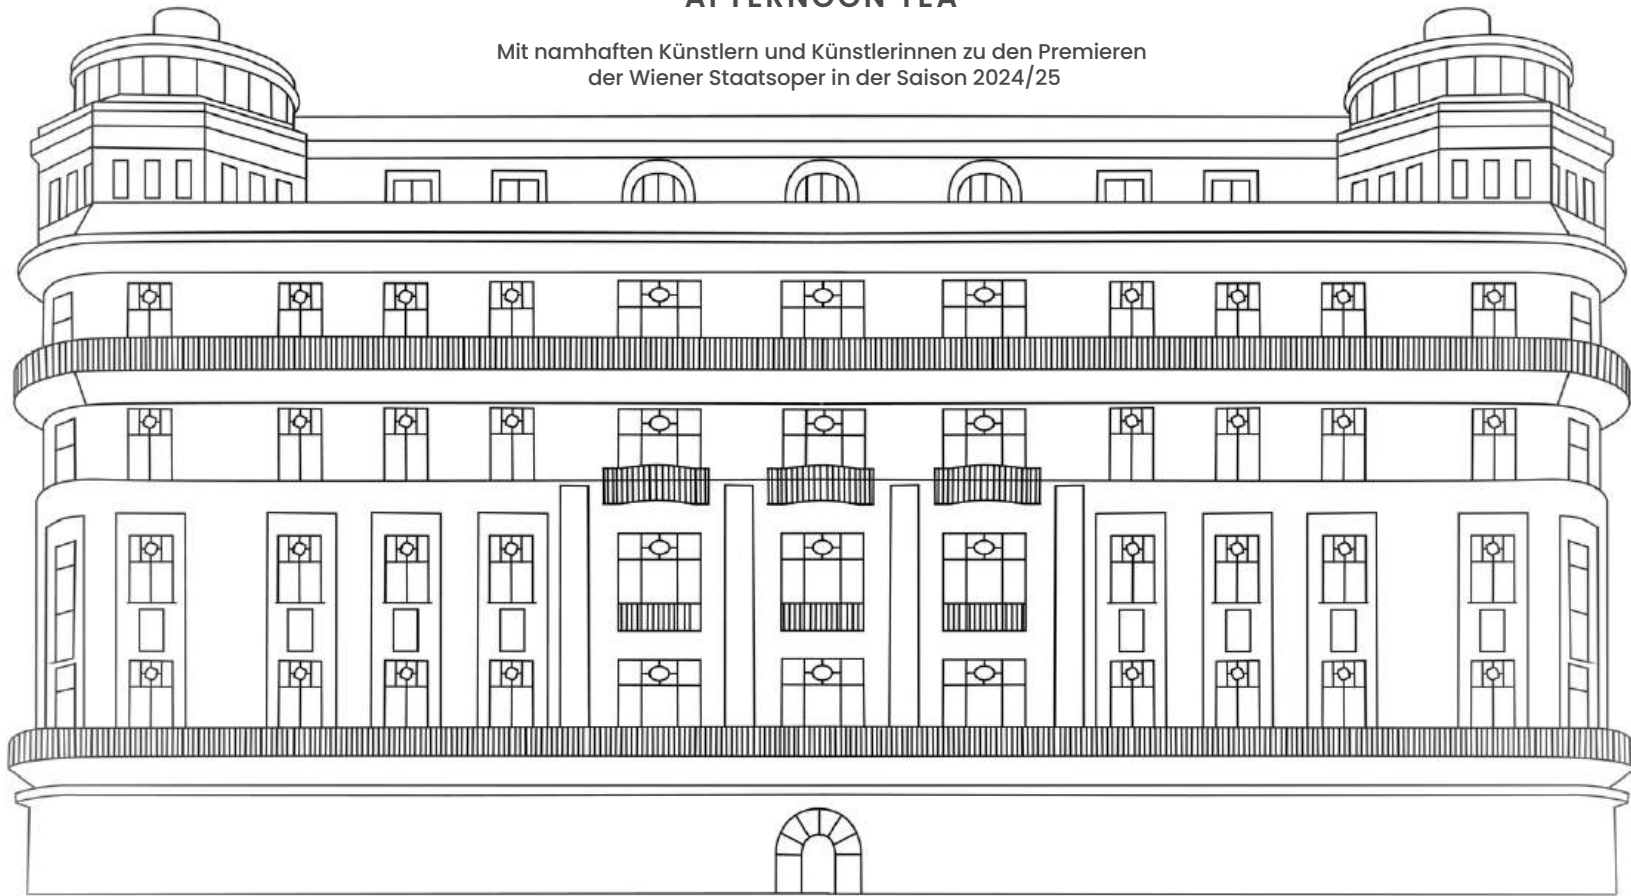 AFTERNOON TEA
Mit namhaften Künstlern und Künstlerinnen zu den Premieren
der Wiener Staatsoper in der Saison 2024/25